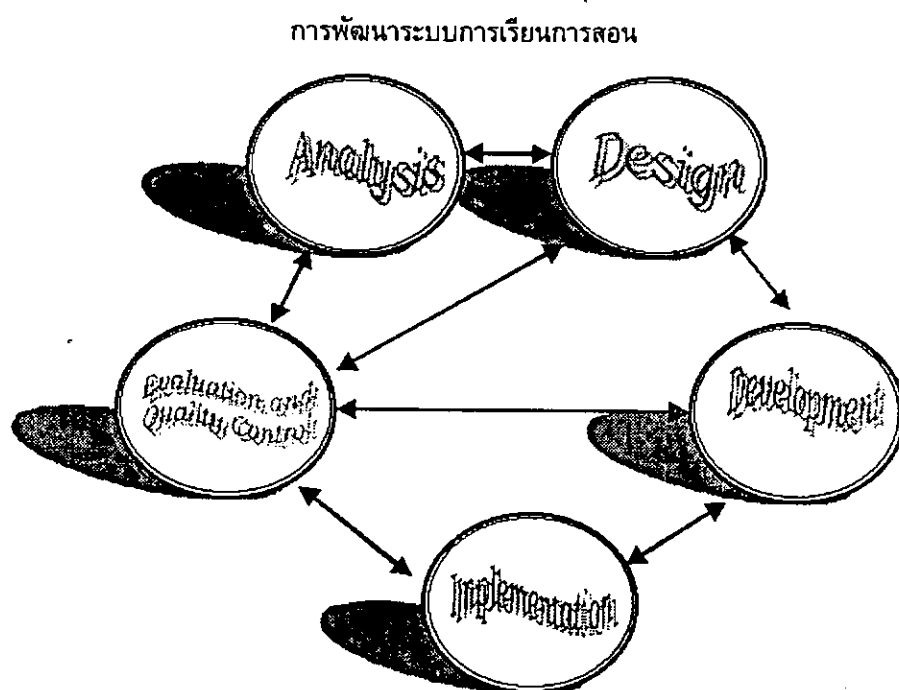 การพัฒนาระบบการเรียนการสอน
Analysis
Design
Evaluation and
Quality Control
Development
Implementation